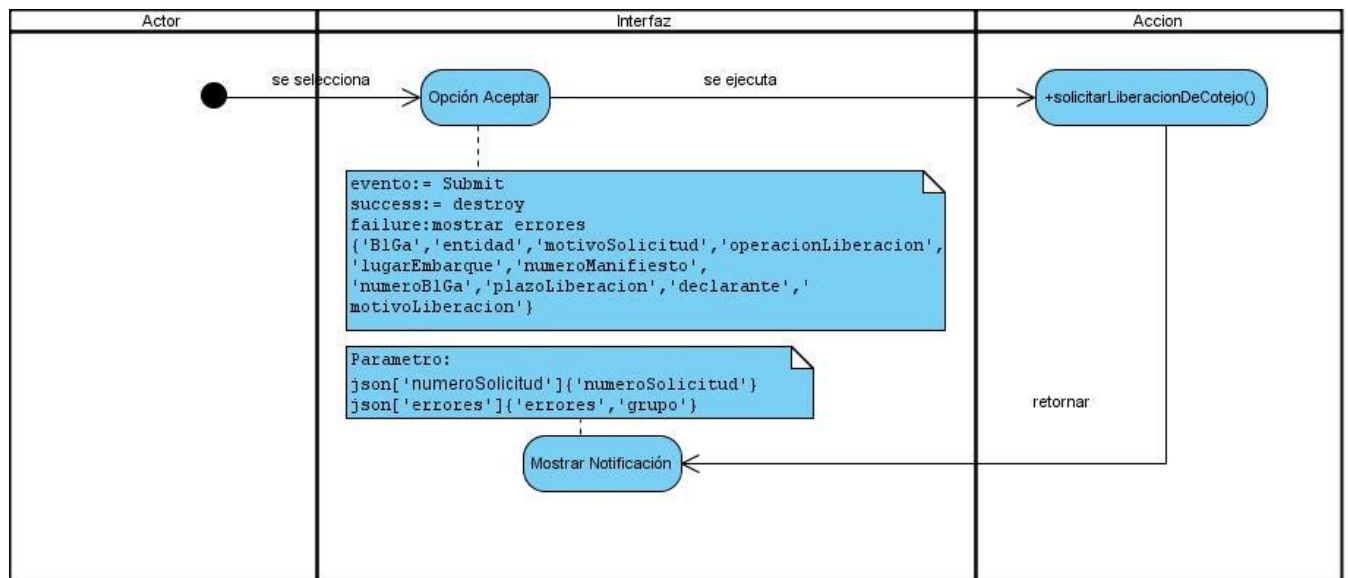 Actor
Interfaz
Accion
se selecciona
Opción Aceptar
se ejecuta
+solicitarLiberacionDeCotejo()
evento:= Submit
success:= destroy
failure:mostrar errores
{'BlGa','entidad','motivoSolicitud','operacionLiberacion',
'lugarEmbarque','numeroManifiesto',
'numeroBlGa','plazoLiberacion','declarante','
motivoLiberacion'}
Parametro:
json['numeroSolicitud']{'numeroSolicitud'}
json['errores']{'errores','grupo'}
retornar
Mostrar Notificación